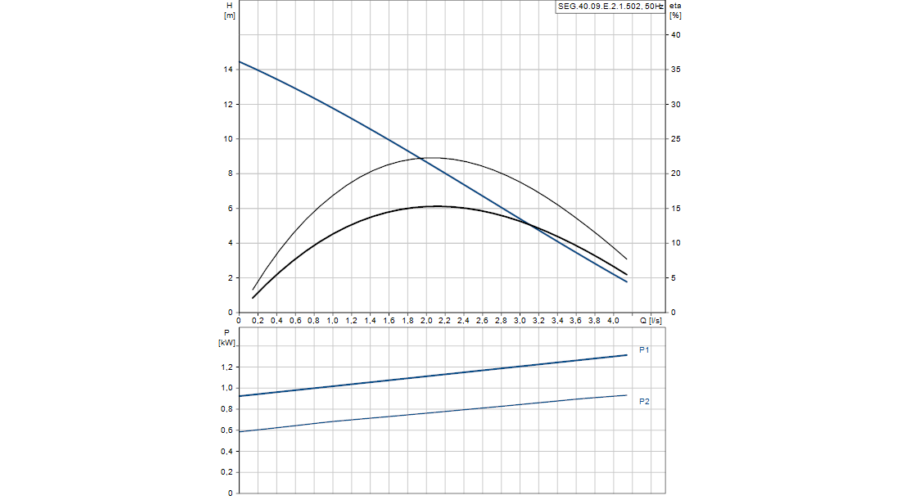 H
[m]
SEG.40.09.E.2.1.502, 50Hz
eta
[%]
40
14
35
12
30
10
25
8
20
6
15
4
10
2
5
0
0
0 0,2 0,4 0,6 0,8 1,0 1,2 1,4 1,6 1,8 2,0 2,2 2,4 2,6 2,8 3,0 3,2 3,4 3,6 3,8 4,0 Q [l/s]
P
[kW]
P1
1,2
1,0
P2
0,8
0,6
0,4
0,2
0